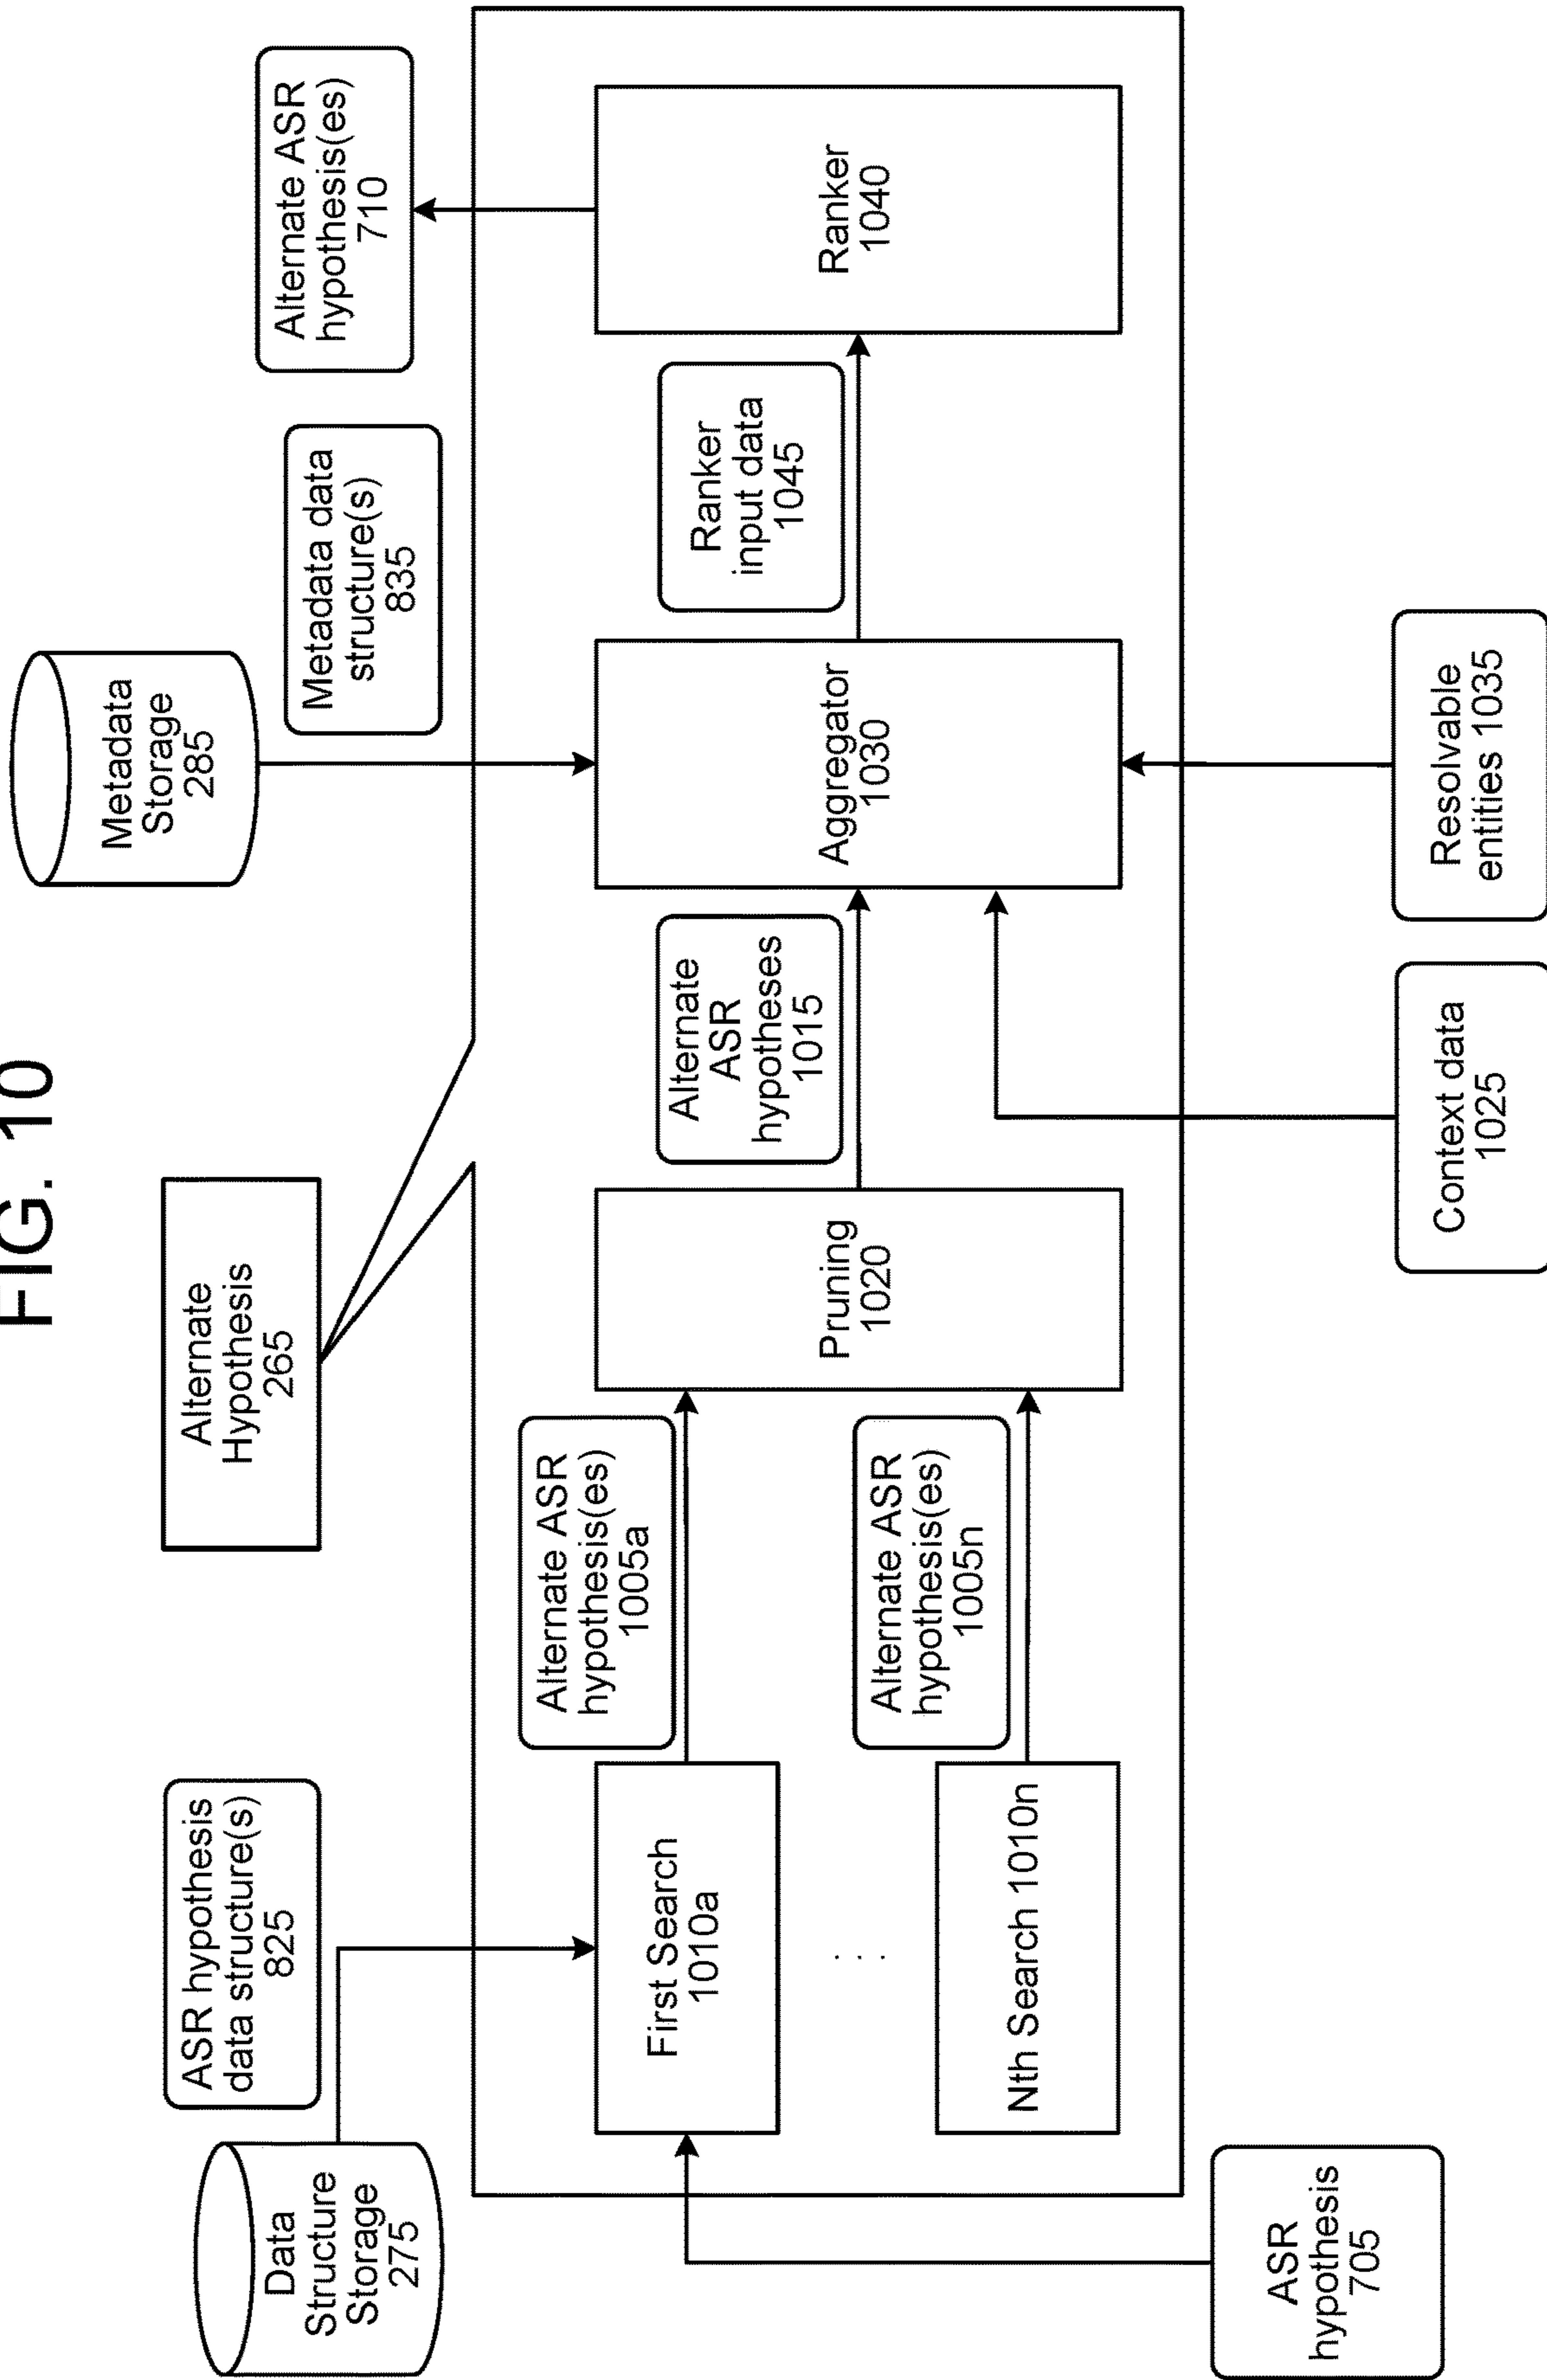 FIG. 10
Data
Structure
Storage
275
ASR hypothesis
data structure(s)
825
Alternate
Hypothesis
265
Metadata
Storage
285
Metadata data
structure(s)
835
Alternate ASR
hypothesis(es)
710
First Search
1010a
. . .
Nth Search 1010n
Alternate ASR
hypothesis(es)
1005a
Alternate ASR
hypothesis(es)
1005n
Pruning
1020
Alternate
ASR
hypotheses
1015
Aggregator
1030
Ranker
input data
1045
Ranker
1040
ASR
hypothesis
705
Context data
1025
Resolvable
entities 1035